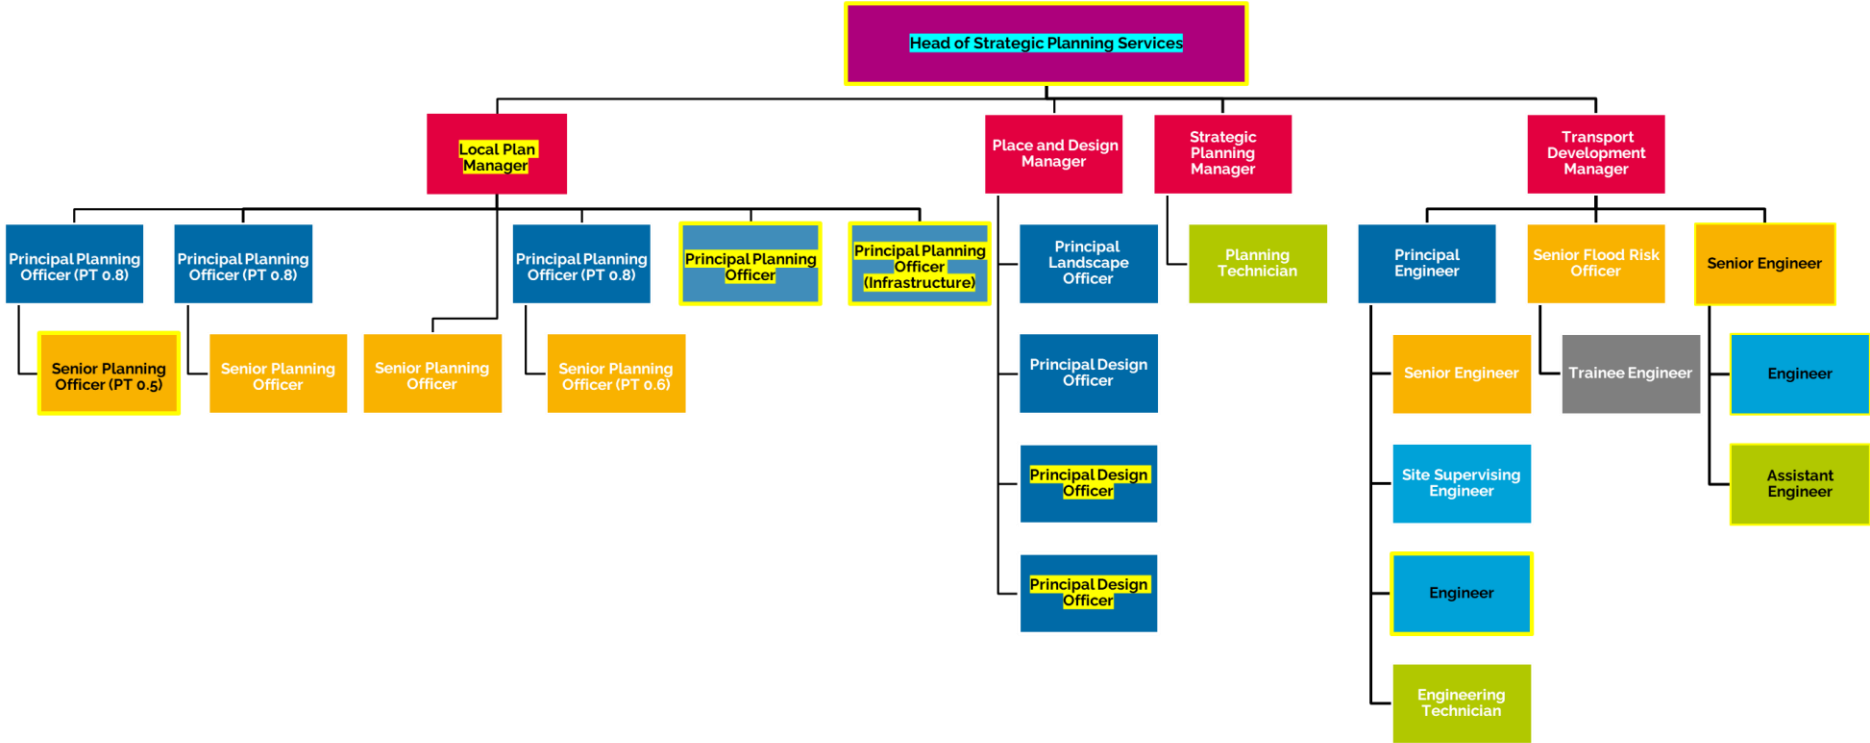 Head of Strategic Planning Services
Local Plan
Manager
Place and Design
Manager
Strategic
Planning
Manager
Transport
Development
Manager
Principal Planning
Officer (PT 0.8)
Principal Planning
Officer (PT 0.8)
Principal Planning
Officer (PT 0.8)
Principal Planning
Officer
Principal Planning
Officer
(Infrastructure)
Principal
Landscape
Officer
Planning
Technician
Principal
Engineer
Senior Flood Risk
Officer
Senior Engineer
Senior Planning
Officer (PT 0.5)
Senior Planning
Officer
Senior Planning
Officer
Senior Planning
Officer (PT 0.6)
Principal Design
Officer
Senior Engineer
Trainee Engineer
Engineer
Principal Design
Officer
Site Supervising
Engineer
Assistant
Engineer
Principal Design
Officer
Engineer
Engineering
Technician